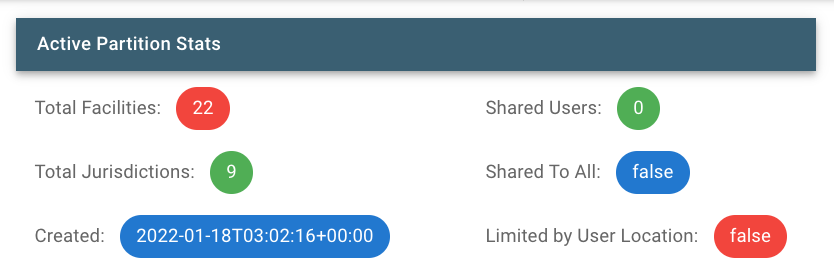 Active Partition Stats
Total Facilities: 22
Shared Users: 0
Total Jurisdictions: 9
Shared To All: false
Created: 2022-01-18T03:02:16+00:00
Limited by User Location: false